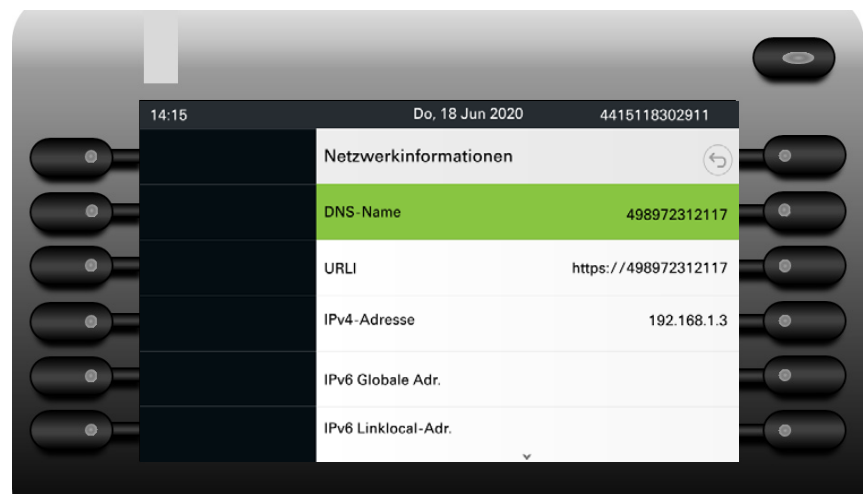 14:15 Do, 18 Jun 2020 4415118302911
Netzwerkinformationen
DNS-Name 498972312117
URLI https://498972312117
IPv4-Adresse 192.168.1.3
IPv6 Globale Adr.
IPv6 Linklocal-Adr.